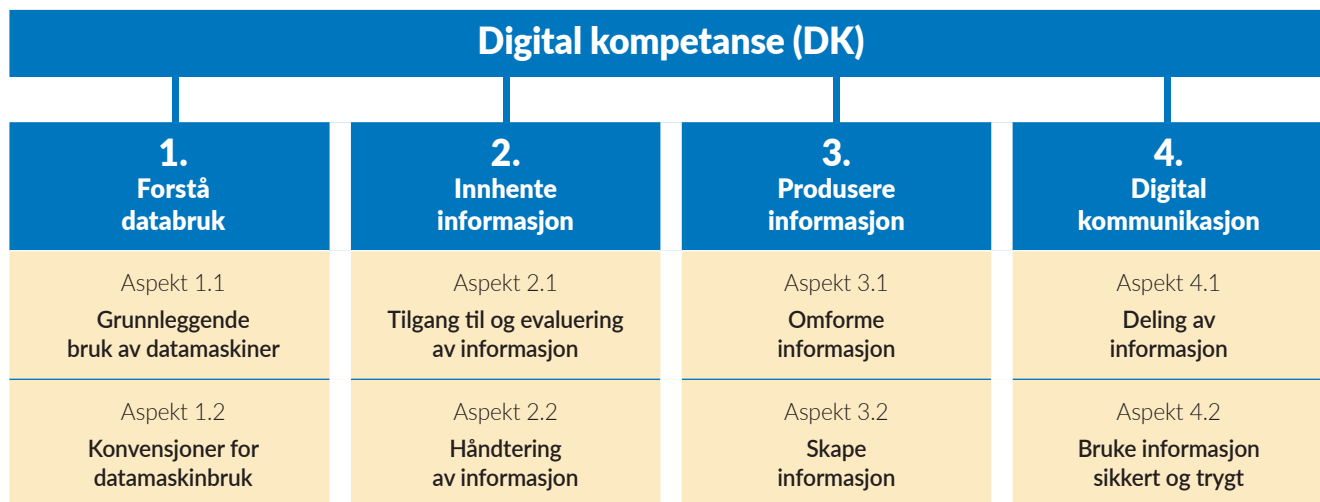 Digital kompetanse (DK)
1.
Forstå
databruk
2.
Innhente
informasjon
3.
Produsere
informasjon
4.
Digital
kommunikasjon
Aspekt 1.1
Grunnleggende
bruk av datamaskiner
Aspekt 2.1
Tilgang til og evaluering
av informasjon
Aspekt 3.1
Omforme
informasjon
Aspekt 4.1
Deling av
informasjon
Aspekt 1.2
Konvensjoner for
datamaskinbruk
Aspekt 2.2
Håndtering
av informasjon
Aspekt 3.2
Skape
informasjon
Aspekt 4.2
Bruke informasjon
sikkert og trygt